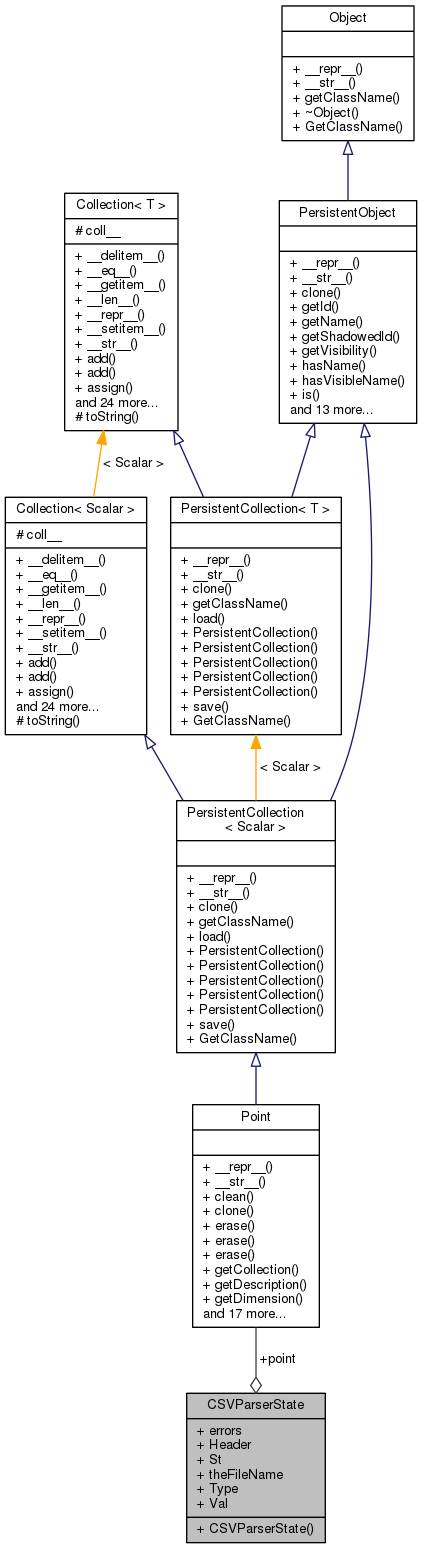 Object
+ __repr__()
+ __str__()
+ getClassName()
+ ~Object()
+ GetClassName()
Collection< T >
# coll__
+ __delitem__()
+ __eq__()
+ __getitem__()
+ __len__()
+ __repr__()
+ __setitem__()
+ __str__()
+ add()
+ add()
+ assign()
and 24 more...
# toString()
PersistentObject
+ __repr__()
+ __str__()
+ clone()
+ getId()
+ getName()
+ getShadowedId()
+ getVisibility()
+ hasName()
+ hasVisibleName()
+ is()
and 13 more...
< Scalar >
Collection< Scalar >
# coll__
+ __delitem__()
+ __eq__()
+ __getitem__()
+ __len__()
+ __repr__()
+ __setitem__()
+ __str__()
+ add()
+ add()
+ assign()
and 24 more...
# toString()
PersistentCollection< T >
+ __repr__()
+ __str__()
+ clone()
+ getClassName()
+ load()
+ PersistentCollection()
+ PersistentCollection()
+ PersistentCollection()
+ PersistentCollection()
+ PersistentCollection()
+ save()
+ GetClassName()
< Scalar >
PersistentCollection
< Scalar >
+ __repr__()
+ __str__()
+ clone()
+ getClassName()
+ load()
+ PersistentCollection()
+ PersistentCollection()
+ PersistentCollection()
+ PersistentCollection()
+ PersistentCollection()
+ save()
+ GetClassName()
Point
+ __repr__()
+ __str__()
+ clean()
+ clone()
+ erase()
+ erase()
+ erase()
+ getCollection()
+ getDescription()
+ getDimension()
and 17 more...
+point
CSVParserState
+ errors
+ Header
+ St
+ theFileName
+ Type
+ Val
+ CSVParserState()